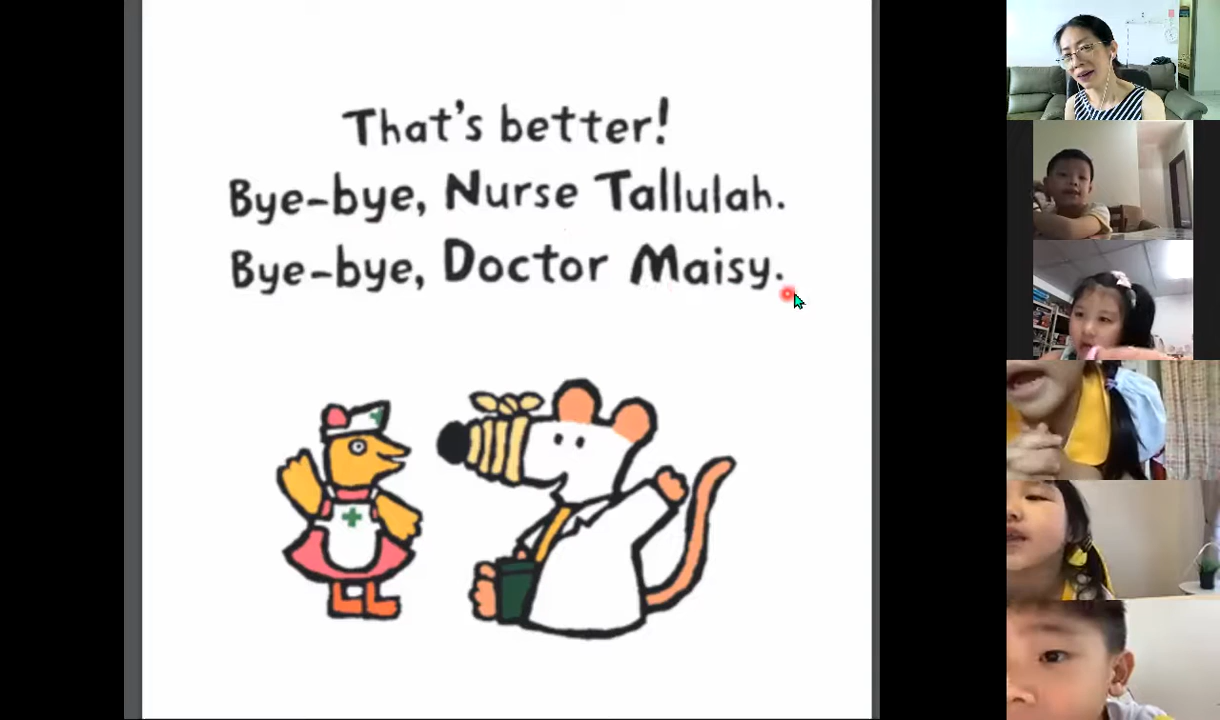 That's better!
Bye-bye, Nurse Tallulah.
Bye-bye, Doctor Maisy.